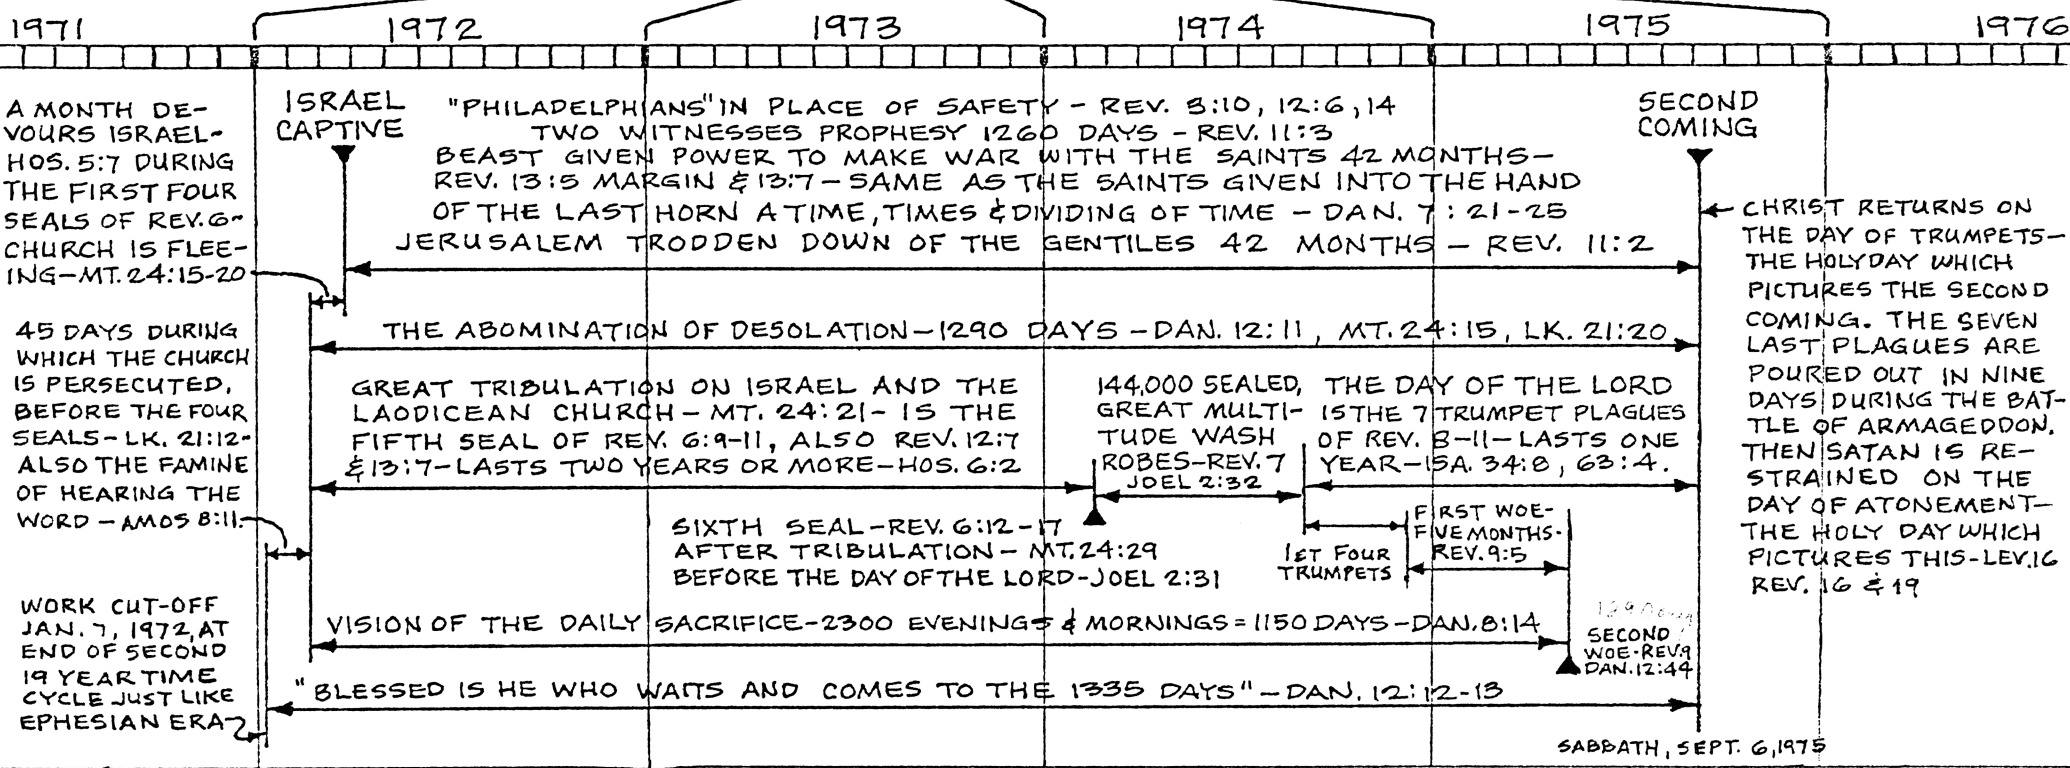 1971 1972 1973 1974 1975 1976
A MONTH DE-
VOURS ISRAEL-
HOS. 5:7 DURING
THE FIRST FOUR
SEALS OF REV. 6-
CHURCH IS FLEE-
ING-MT. 24:15-20
45 DAYS DURING
WHICH THE CHURCH
IS PERSECUTED,
BEFORE THE FOUR
SEALS-LK. 21:12-
ALSO THE FAMINE
OF HEARING THE
WORD - AMOS 8:11.
WORK CUT-OFF
JAN. 7, 1972, AT
END OF SECOND
19 YEAR TIME
CYCLE JUST LIKE
EPHESIAN ERA
ISRAEL
CAPTIVE
"PHILADELPHIANS" IN PLACE OF SAFETY - REV. 3:10, 12:6, 14
TWO WITNESSES PROPHESY 1260 DAYS - REV. 11:3
BEAST GIVEN POWER TO MAKE WAR WITH THE SAINTS 42 MONTHS-
REV. 13:5 MARGIN & 13:7 - SAME AS THE SAINTS GIVEN INTO THE HAND
OF THE LAST HORN A TIME, TIMES & DIVIDING OF TIME - DAN. 7:21-25
JERUSALEM TRODDEN DOWN OF THE GENTILES 42 MONTHS - REV. 11:2
THE ABOMINATION OF DESOLATION-1290 DAYS - DAN. 12:11, MT. 24:15, LK. 21:20
GREAT TRIBULATION ON ISRAEL AND THE
LAODICEAN CHURCH - MT. 24:21- IS THE
FIFTH SEAL OF REV. 6:9-11, ALSO REV. 12:7
& 13:7-LASTS TWO YEARS OR MORE-HOS. 6:2
144,000 SEALED,
GREAT MULTI-
TUDE WASH
ROBES-REV. 7
JOEL 2:32
THE DAY OF THE LORD
IS THE 7 TRUMPET PLAGUES
OF REV. 8-11-LASTS ONE
YEAR-ISA. 34:8, 63:4.
SIXTH SEAL-REV. 6:12-17
AFTER TRIBULATION - MT. 24:29
BEFORE THE DAY OF THE LORD-JOEL 2:31
1ST FOUR
TRUMPETS
FIRST WOE-
FIVE MONTHS-
REV. 9:5
VISION OF THE DAILY SACRIFICE-2300 EVENINGS & MORNINGS = 1150 DAYS-DAN. 8:14
SECOND
WOE-REV. 9
DAN. 12:44
"BLESSED IS HE WHO WAITS AND COMES TO THE 1335 DAYS" - DAN. 12:12-13
SECOND
COMING
CHRIST RETURNS ON
THE DAY OF TRUMPETS-
THE HOLYDAY WHICH
PICTURES THE SECOND
COMING. THE SEVEN
LAST PLAGUES ARE
POURED OUT IN NINE
DAYS DURING THE BAT-
TLE OF ARMAGEDDON.
THEN SATAN IS RE-
STRAINED ON THE
DAY OF ATONEMENT-
THE HOLY DAY WHICH
PICTURES THIS-LEV. 16
REV. 16 & 19
SABBATH, SEPT. 6, 1975